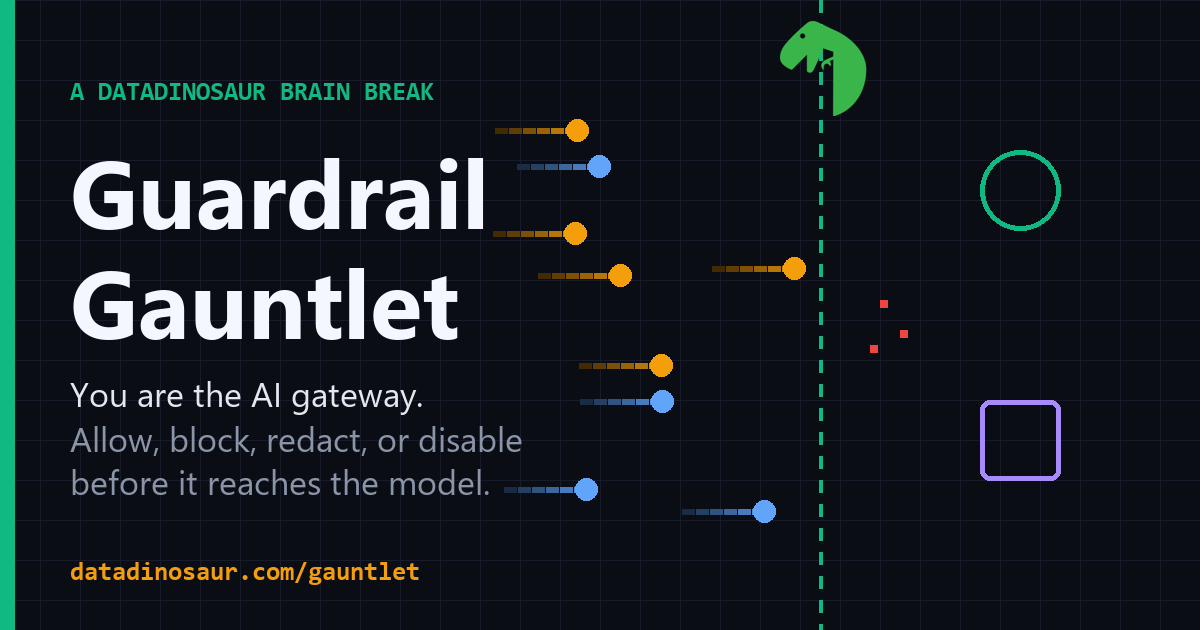 A DATADINOSAUR BRAIN BREAK
Guardrail
Gauntlet
You are the AI gateway.
Allow, block, redact, or disable
before it reaches the model.
datadinosaur.com/gauntlet